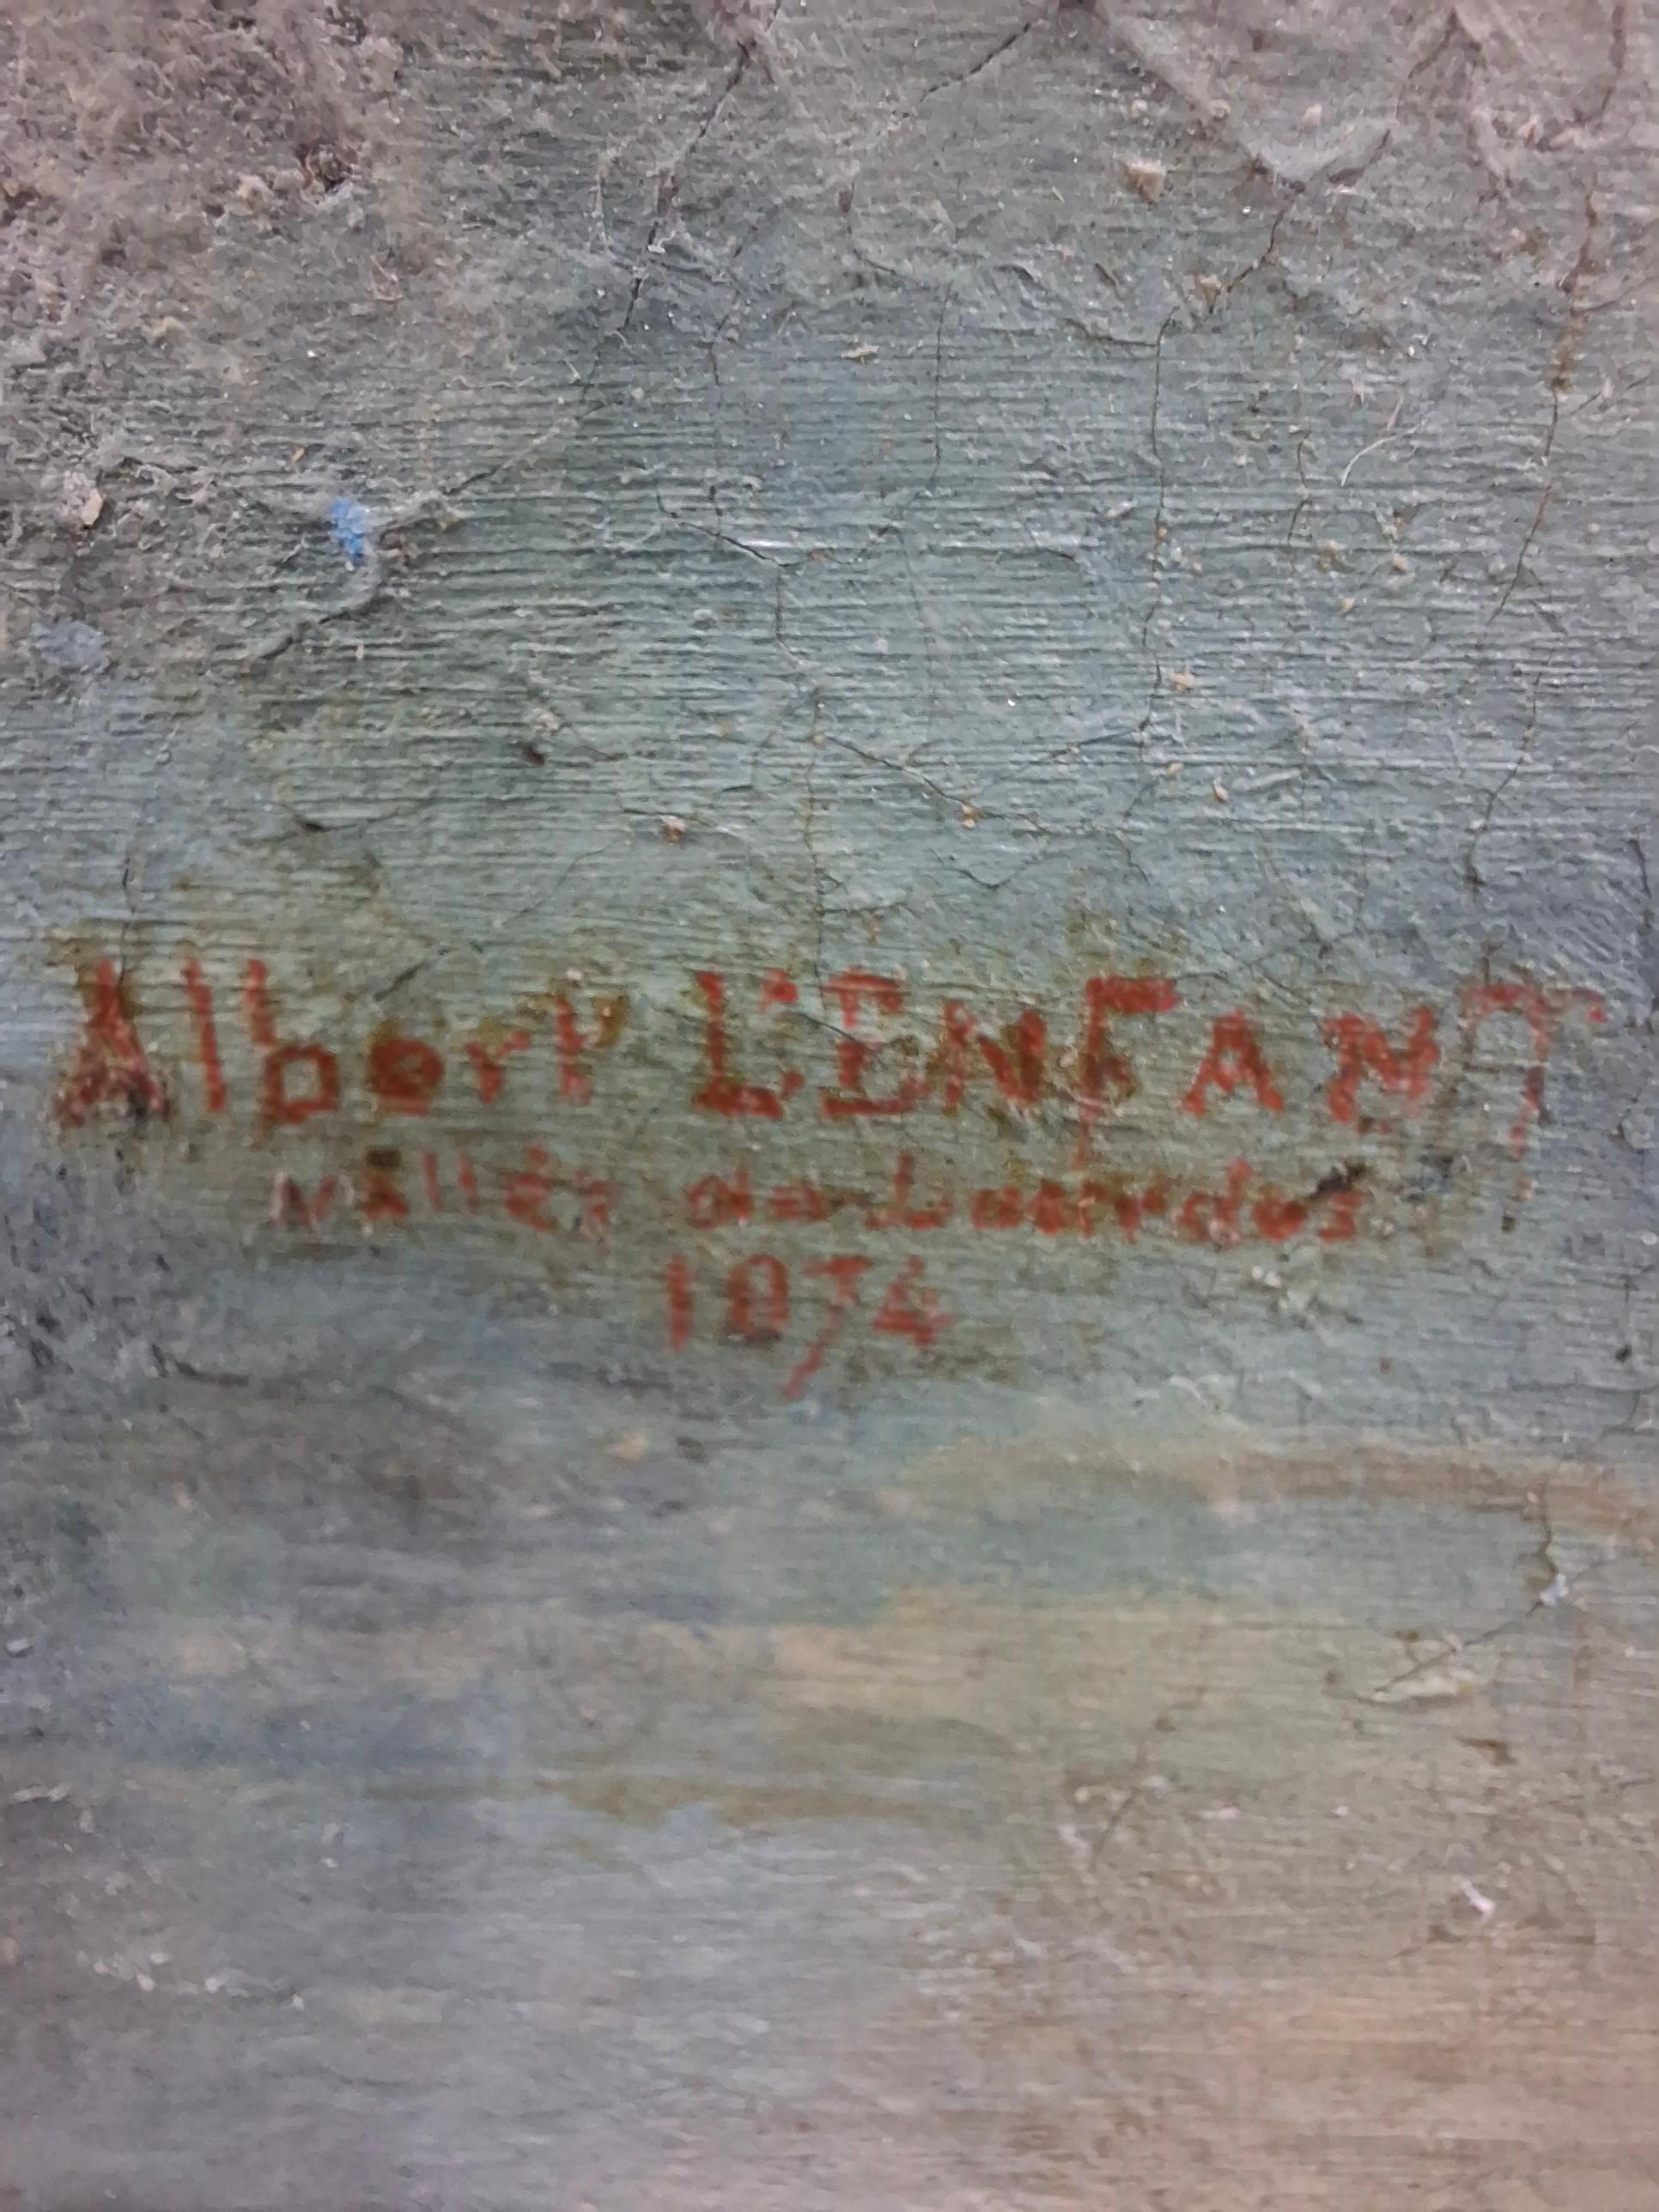 Albert L'ENFANT
vallée de Lourdes
1874